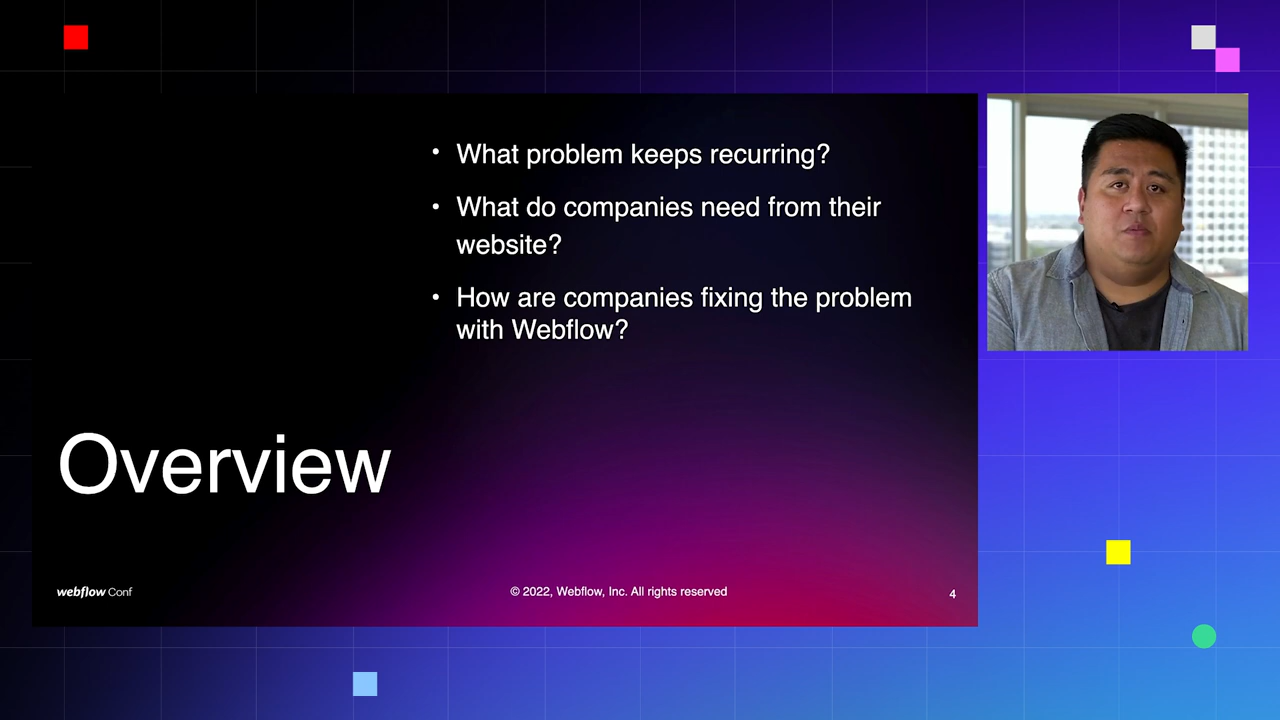 • What problem keeps recurring?
• What do companies need from their
website?
• How are companies fixing the problem
with Webflow?
Overview
webflow Conf
© 2022, Webflow, Inc. All rights reserved
4